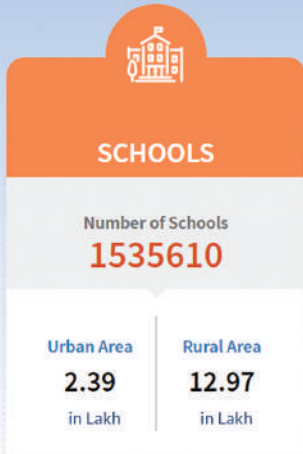 SCHOOLS
Number of Schools
1535610
Urban Area
2.39
in Lakh
Rural Area
12.97
in Lakh